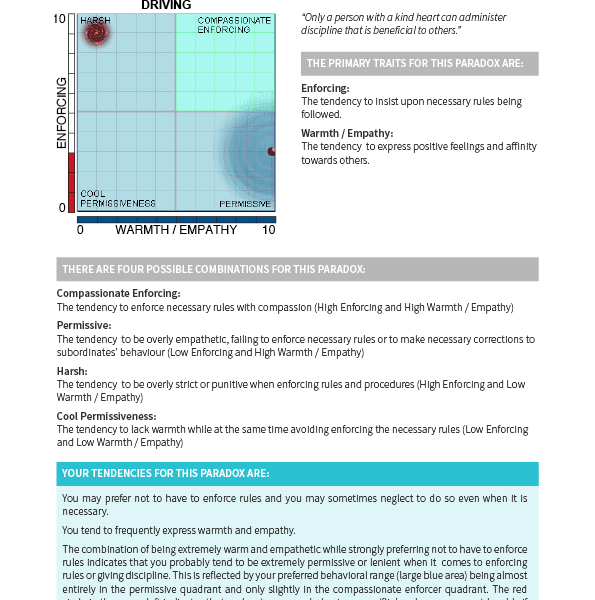 DRIVING
10
HARSH
COMPASSIONATE
ENFORCING
ENFORCING
COOL
PERMISSIVENESS
PERMISSIVE
0
0
WARMTH / EMPATHY
10
“Only a person with a kind heart can administer
discipline that is beneficial to others.”
THE PRIMARY TRAITS FOR THIS PARADOX ARE:
Enforcing:
The tendency to insist upon necessary rules being
followed.
Warmth / Empathy:
The tendency to express positive feelings and affinity
towards others.
THERE ARE FOUR POSSIBLE COMBINATIONS FOR THIS PARADOX:
Compassionate Enforcing:
The tendency to enforce necessary rules with compassion (High Enforcing and High Warmth / Empathy)
Permissive:
The tendency to be overly empathetic, failing to enforce necessary rules or to make necessary corrections to
subordinates’ behaviour (Low Enforcing and High Warmth / Empathy)
Harsh:
The tendency to be overly strict or punitive when enforcing rules and procedures (High Enforcing and Low
Warmth / Empathy)
Cool Permissiveness:
The tendency to lack warmth while at the same time avoiding enforcing the necessary rules (Low Enforcing
and Low Warmth / Empathy)
YOUR TENDENCIES FOR THIS PARADOX ARE:
You may prefer not to have to enforce rules and you may sometimes neglect to do so even when it is
necessary.
You tend to frequently express warmth and empathy.
The combination of being extremely warm and empathetic while strongly preferring not to have to enforce
rules indicates that you probably tend to be extremely permissive or lenient when it comes to enforcing
rules or giving discipline. This is reflected by your preferred behavioral range (large blue area) being almost
entirely in the permissive quadrant and only slightly in the compassionate enforcer quadrant. The red